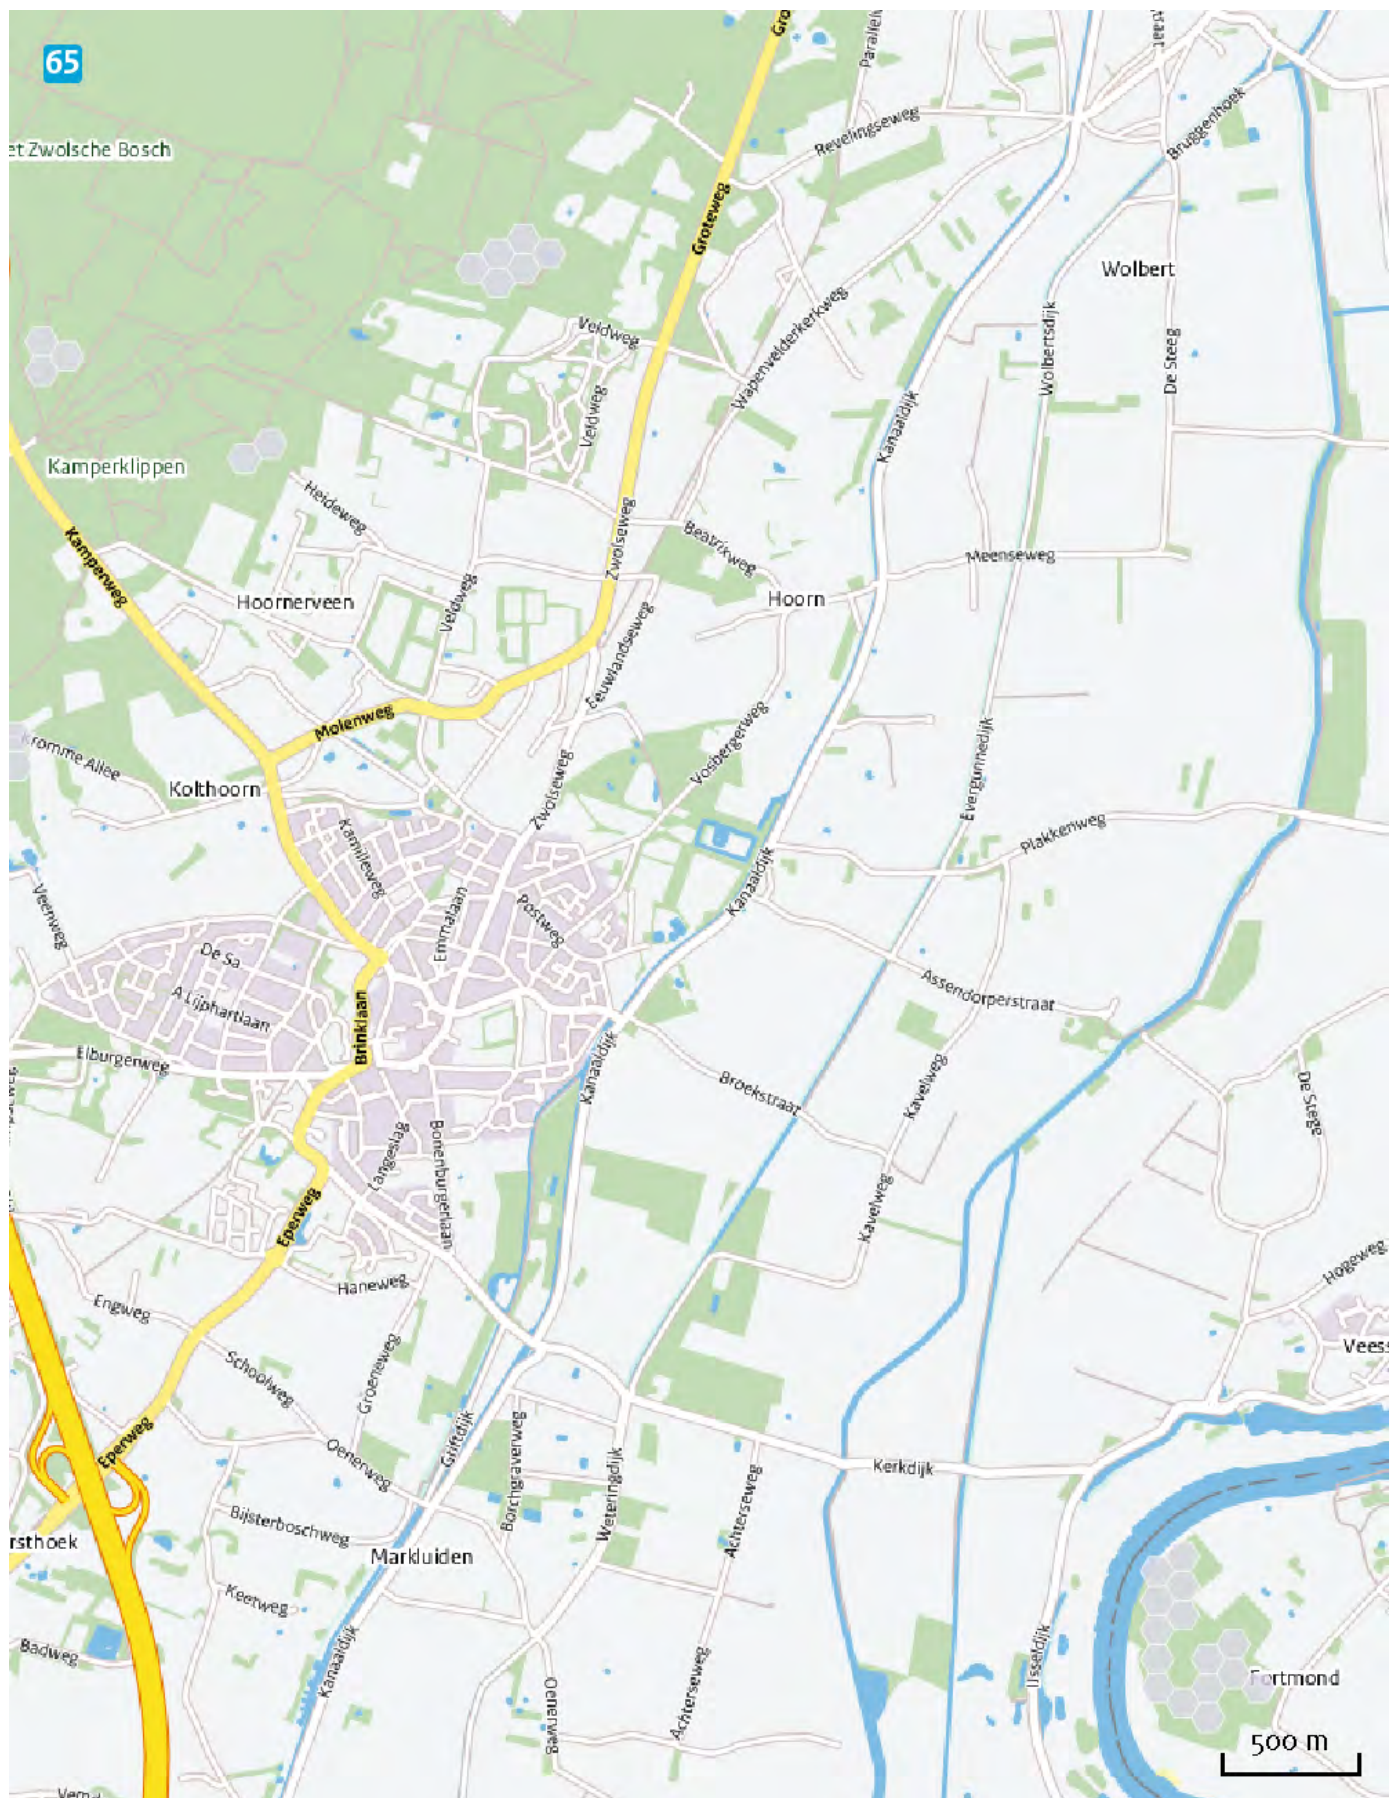 65
et Zwolsche Bosch
Revelingseweg
Bruggenhoek
Groteweg
Wolbert
Veldweg
Wapenvelderkerkweg
Wolbertsdijk
De Steeg
Veldweg
Kanaaldijk
Kamperklippen
Heideweg
Zwolseweg
Beatrixweg
Meenseweg
Kamperweg
Hoornerveen
Veldweg
Hoorn
Eeuwlandseweg
Molenweg
Kromme Allee
Kolthoorn
Zwolseweg
Vosbergerweg
Evergunnedijk
Plakkenweg
Kamilleweg
Veenweg
Emmalaan
Postweg
Kanaaldijk
De Sa
A Lijphartlaan
Assendorperstraat
Brinklaan
Elburgerweg
Kanaaldijk
Broekstraat
Kavelweg
De Stege
Langeslag
Bonenburgerlaan
Kavelweg
Eperweg
Hogeweg
Haneweg
Engweg
Veess
Schoolweg
Groeneweg
Eperweg
Griftdijk
Oenerweg
Borchgraverweg
Weteringdijk
Achterseweg
Kerkdijk
Bijsterboschweg
rsthoek
Markluiden
Keetweg
Badweg
Kanaaldijk
Oenerweg
Achterseweg
IJsseldijk
Fortmond
500 m